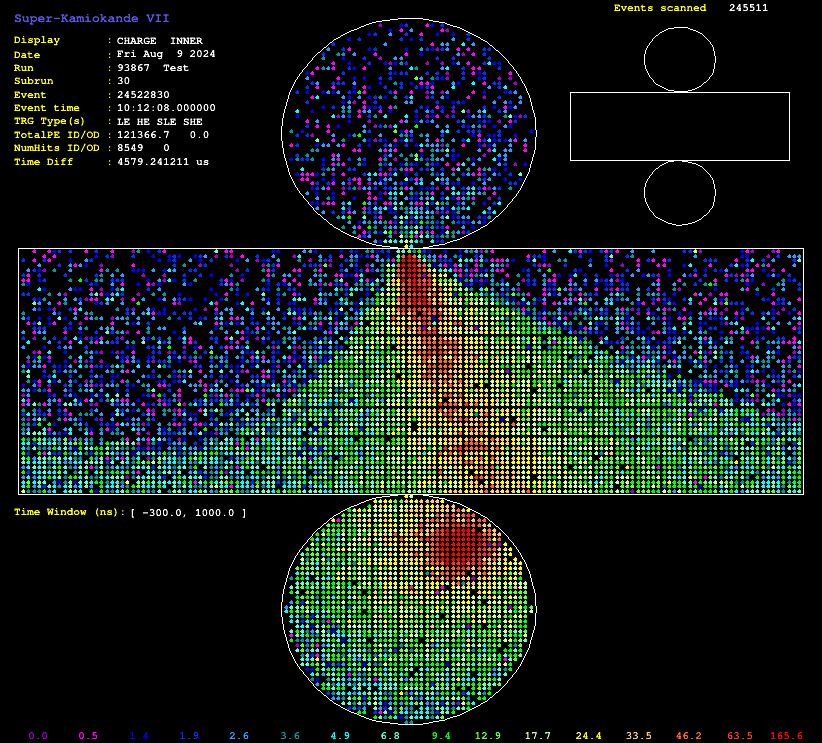 Super-Kamiokande VII
Events scanned 245511
Display : CHARGE INNER
Date : Fri Aug 9 2024
Run : 93867 Test
Subrun : 30
Event : 24522830
Event time : 10:12:08.000000
TRG Type(s) : LE HE SLE SHE
TotalPE ID/OD : 121366.7 0.0
NumHits ID/OD : 8549 0
Time Diff : 4579.241211 us
Time Window (ns): [ -300.0, 1000.0 ]
0.0 0.5 1.4 1.9 2.6 3.6 4.9 6.8 9.4 12.9 17.7 24.4 33.5 46.2 63.5 165.6